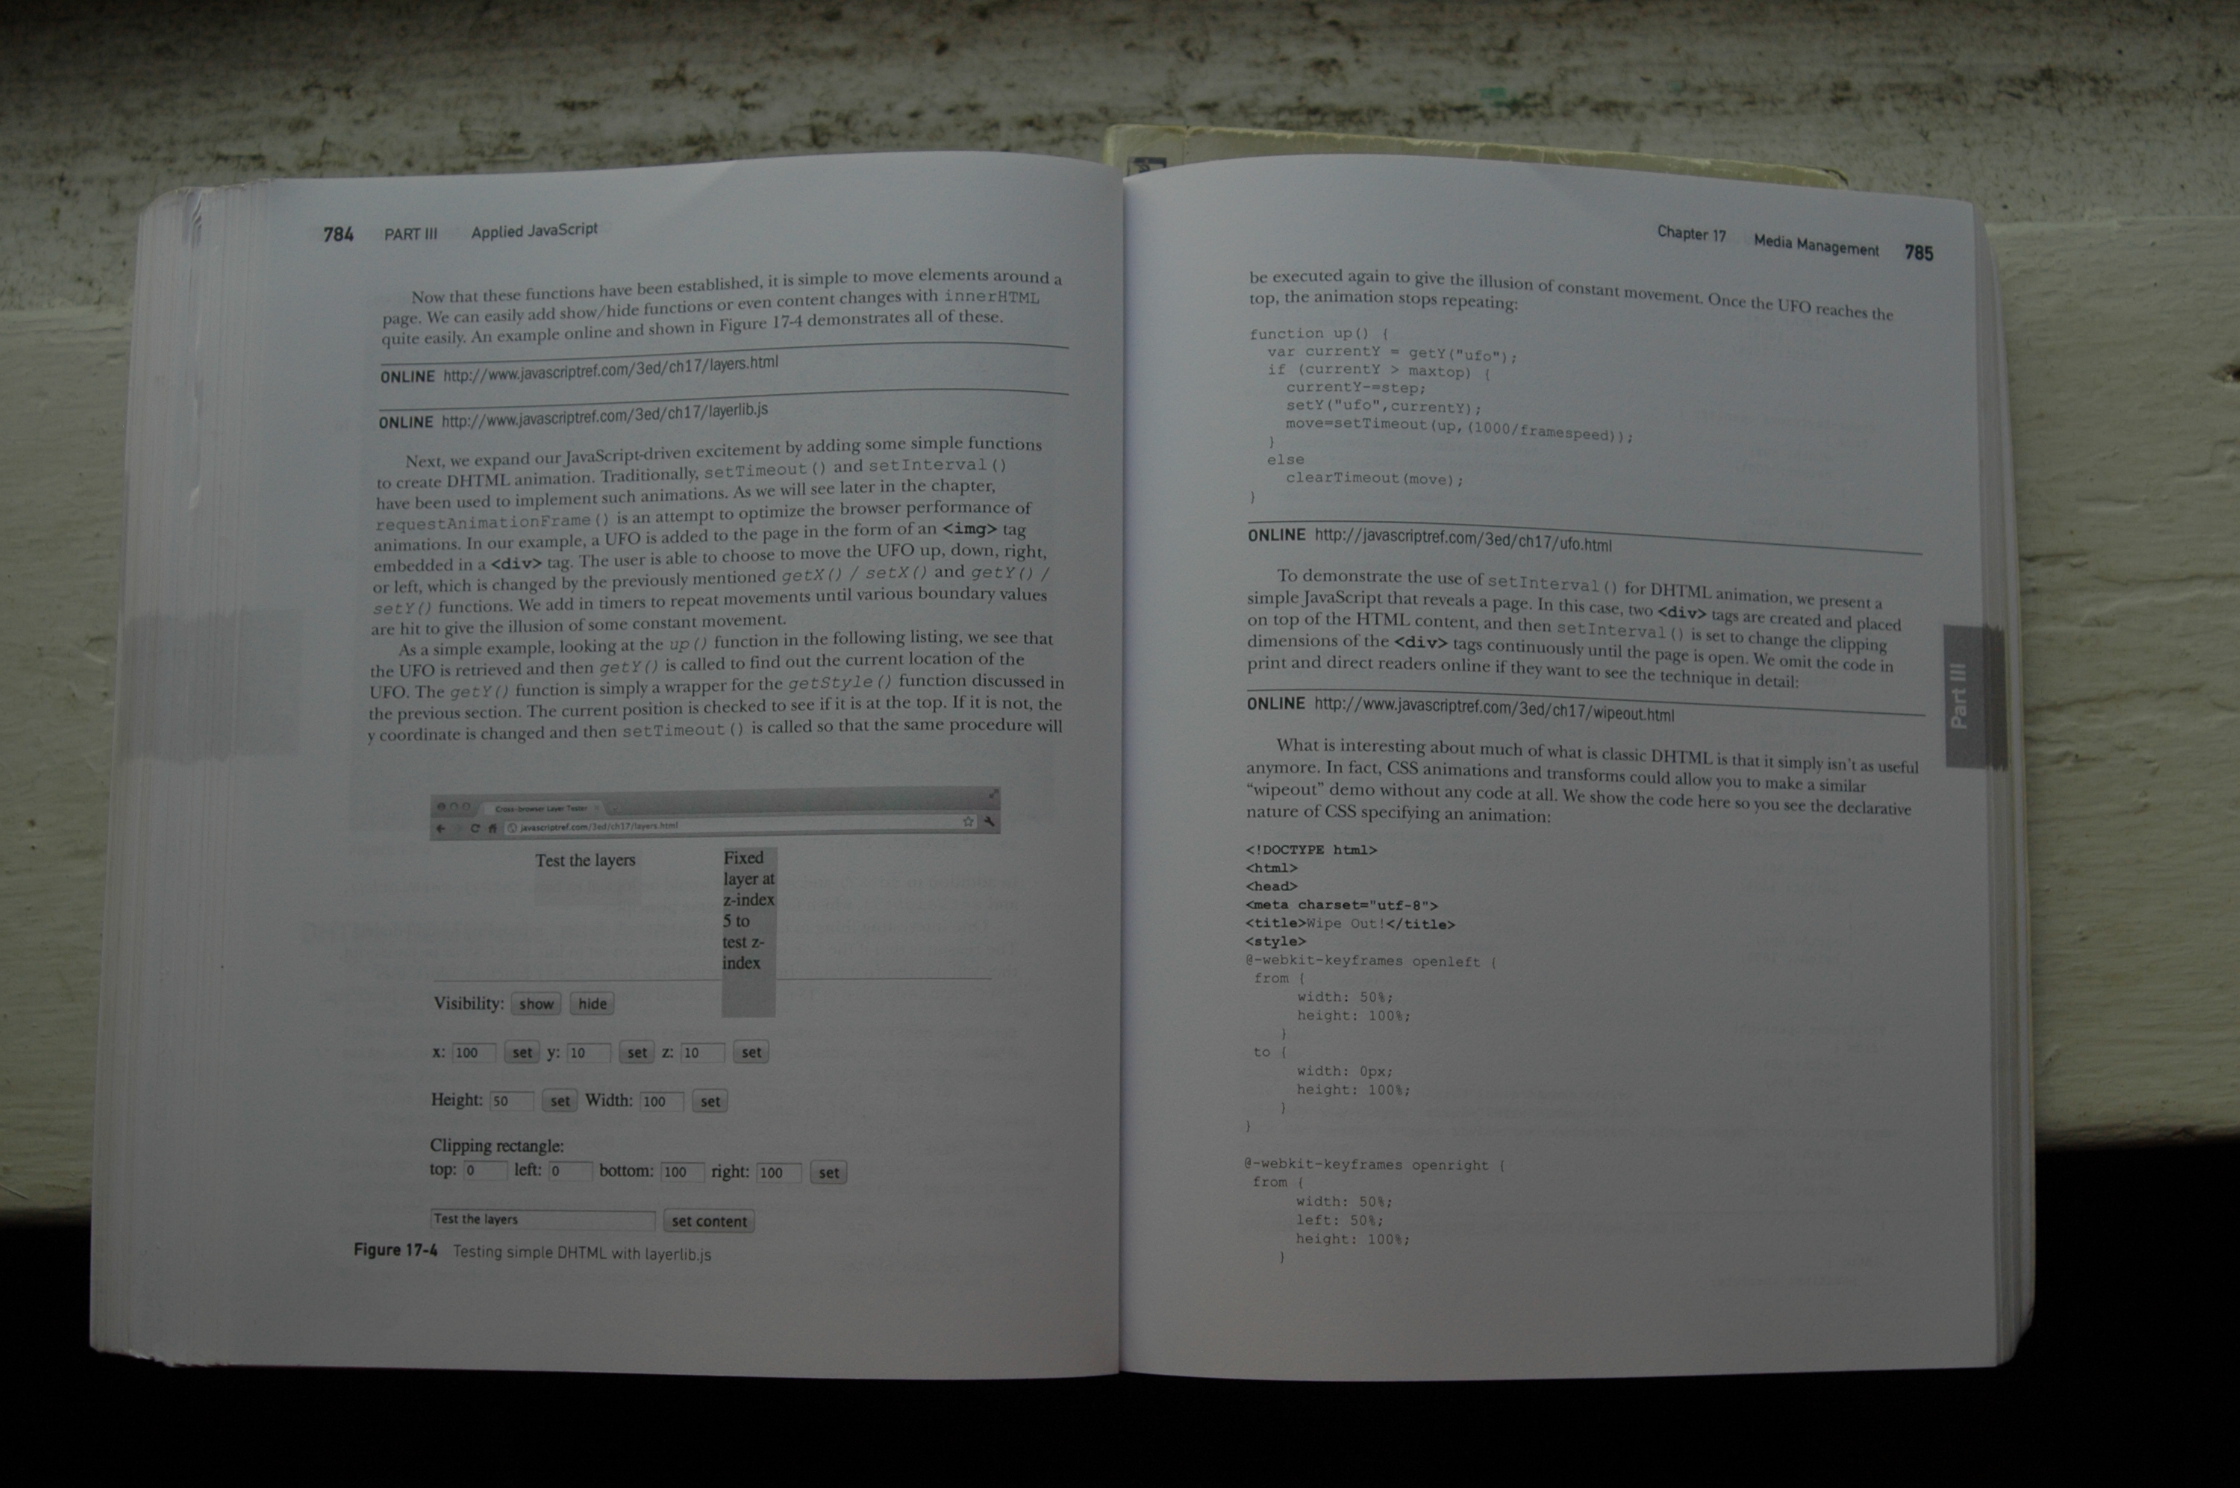 784 PART III Applied JavaScript
Now that these functions have been established, it is simple to move elements around a
page. We can easily add show/hide functions or even content changes with innerHTML
quite easily. An example online and shown in Figure 17-4 demonstrates all of these.
ONLINE http://www.javascriptref.com/3ed/ch17/layers.html
ONLINE http://www.javascriptref.com/3ed/ch17/layerlib.js
Next, we expand our JavaScript-driven excitement by adding some simple functions
to create DHTML animation. Traditionally, setTimeout() and setInterval()
have been used to implement such animations. As we will see later in the chapter,
requestAnimationFrame() is an attempt to optimize the browser performance of
animations. In our example, a UFO is added to the page in the form of an <img> tag
embedded in a <div> tag. The user is able to choose to move the UFO up, down, right,
or left, which is changed by the previously mentioned getX() / setX() and getY() /
setY() functions. We add in timers to repeat movements until various boundary values
are hit to give the illusion of some constant movement.
As a simple example, looking at the up() function in the following listing, we see that
the UFO is retrieved and then getY() is called to find out the current location of the
UFO. The getY() function is simply a wrapper for the getStyle() function discussed in
the previous section. The current position is checked to see if it is at the top. If it is not, the
y coordinate is changed and then setTimeout() is called so that the same procedure will
Cross-browser Layer Tester
javascriptref.com/3ed/ch17/layers.html
Test the layers
Fixed
layer at
z-index
5 to
test z-
index
Visibility: show hide
x: 100 set y: 10 set z: 10 set
Height: 50 set Width: 100 set
Clipping rectangle:
top: 0 left: 0 bottom: 100 right: 100 set
Test the layers set content
Figure 17-4 Testing simple DHTML with layerlib.js
Chapter 17 Media Management 785
be executed again to give the illusion of constant movement. Once the UFO reaches the
top, the animation stops repeating:
function up() {
var currentY = getY("ufo");
if (currentY > maxtop) {
currentY-=step;
setY("ufo",currentY);
move=setTimeout(up,(1000/framespeed));
}
else
clearTimeout(move);
}
ONLINE http://javascriptref.com/3ed/ch17/ufo.html
To demonstrate the use of setInterval() for DHTML animation, we present a
simple JavaScript that reveals a page. In this case, two <div> tags are created and placed
on top of the HTML content, and then setInterval() is set to change the clipping
dimensions of the <div> tags continuously until the page is open. We omit the code in
print and direct readers online if they want to see the technique in detail:
ONLINE http://www.javascriptref.com/3ed/ch17/wipeout.html
What is interesting about much of what is classic DHTML is that it simply isn't as useful
anymore. In fact, CSS animations and transforms could allow you to make a similar
"wipeout" demo without any code at all. We show the code here so you see the declarative
nature of CSS specifying an animation:
<!DOCTYPE html>
<html>
<head>
<meta charset="utf-8">
<title>Wipe Out!</title>
<style>
@-webkit-keyframes openleft {
from {
width: 50%;
height: 100%;
}
to {
width: 0px;
height: 100%;
}
}
@-webkit-keyframes openright {
from {
width: 50%;
left: 50%;
height: 100%;
}
Part III